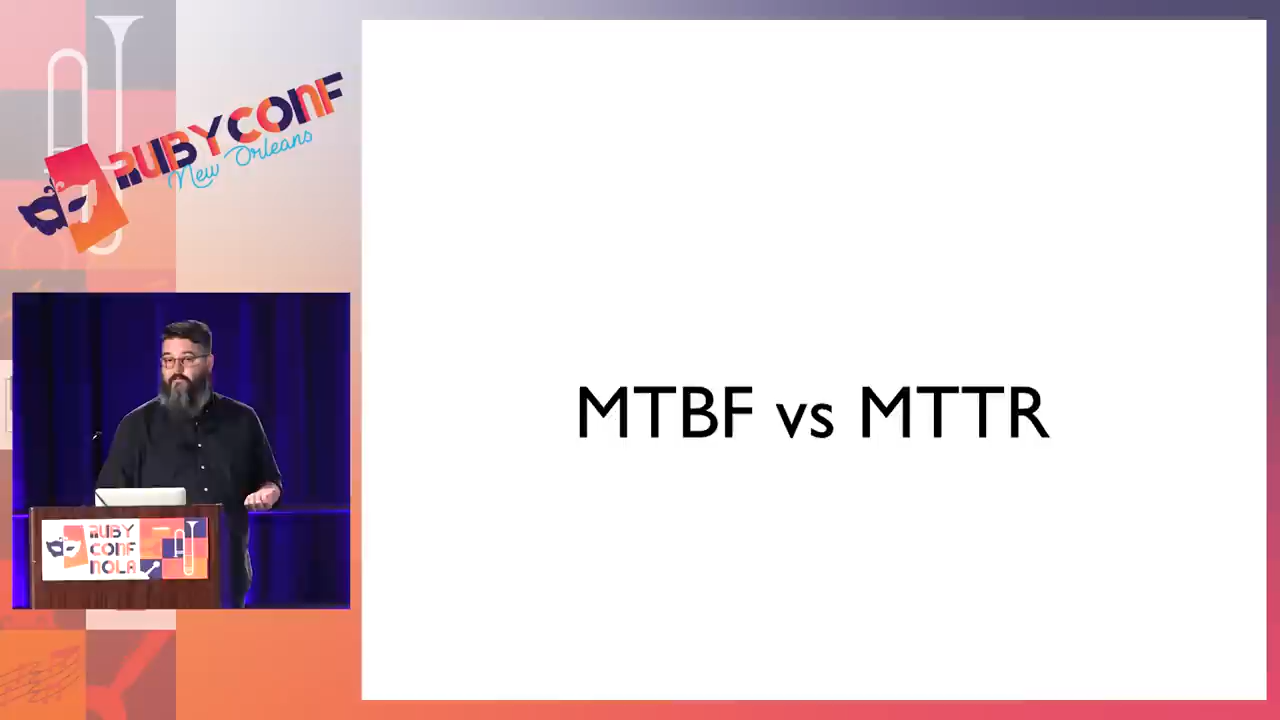 RUBYCONF
New Orleans
MTBF vs MTTR
RUBY
CONF
NOLA